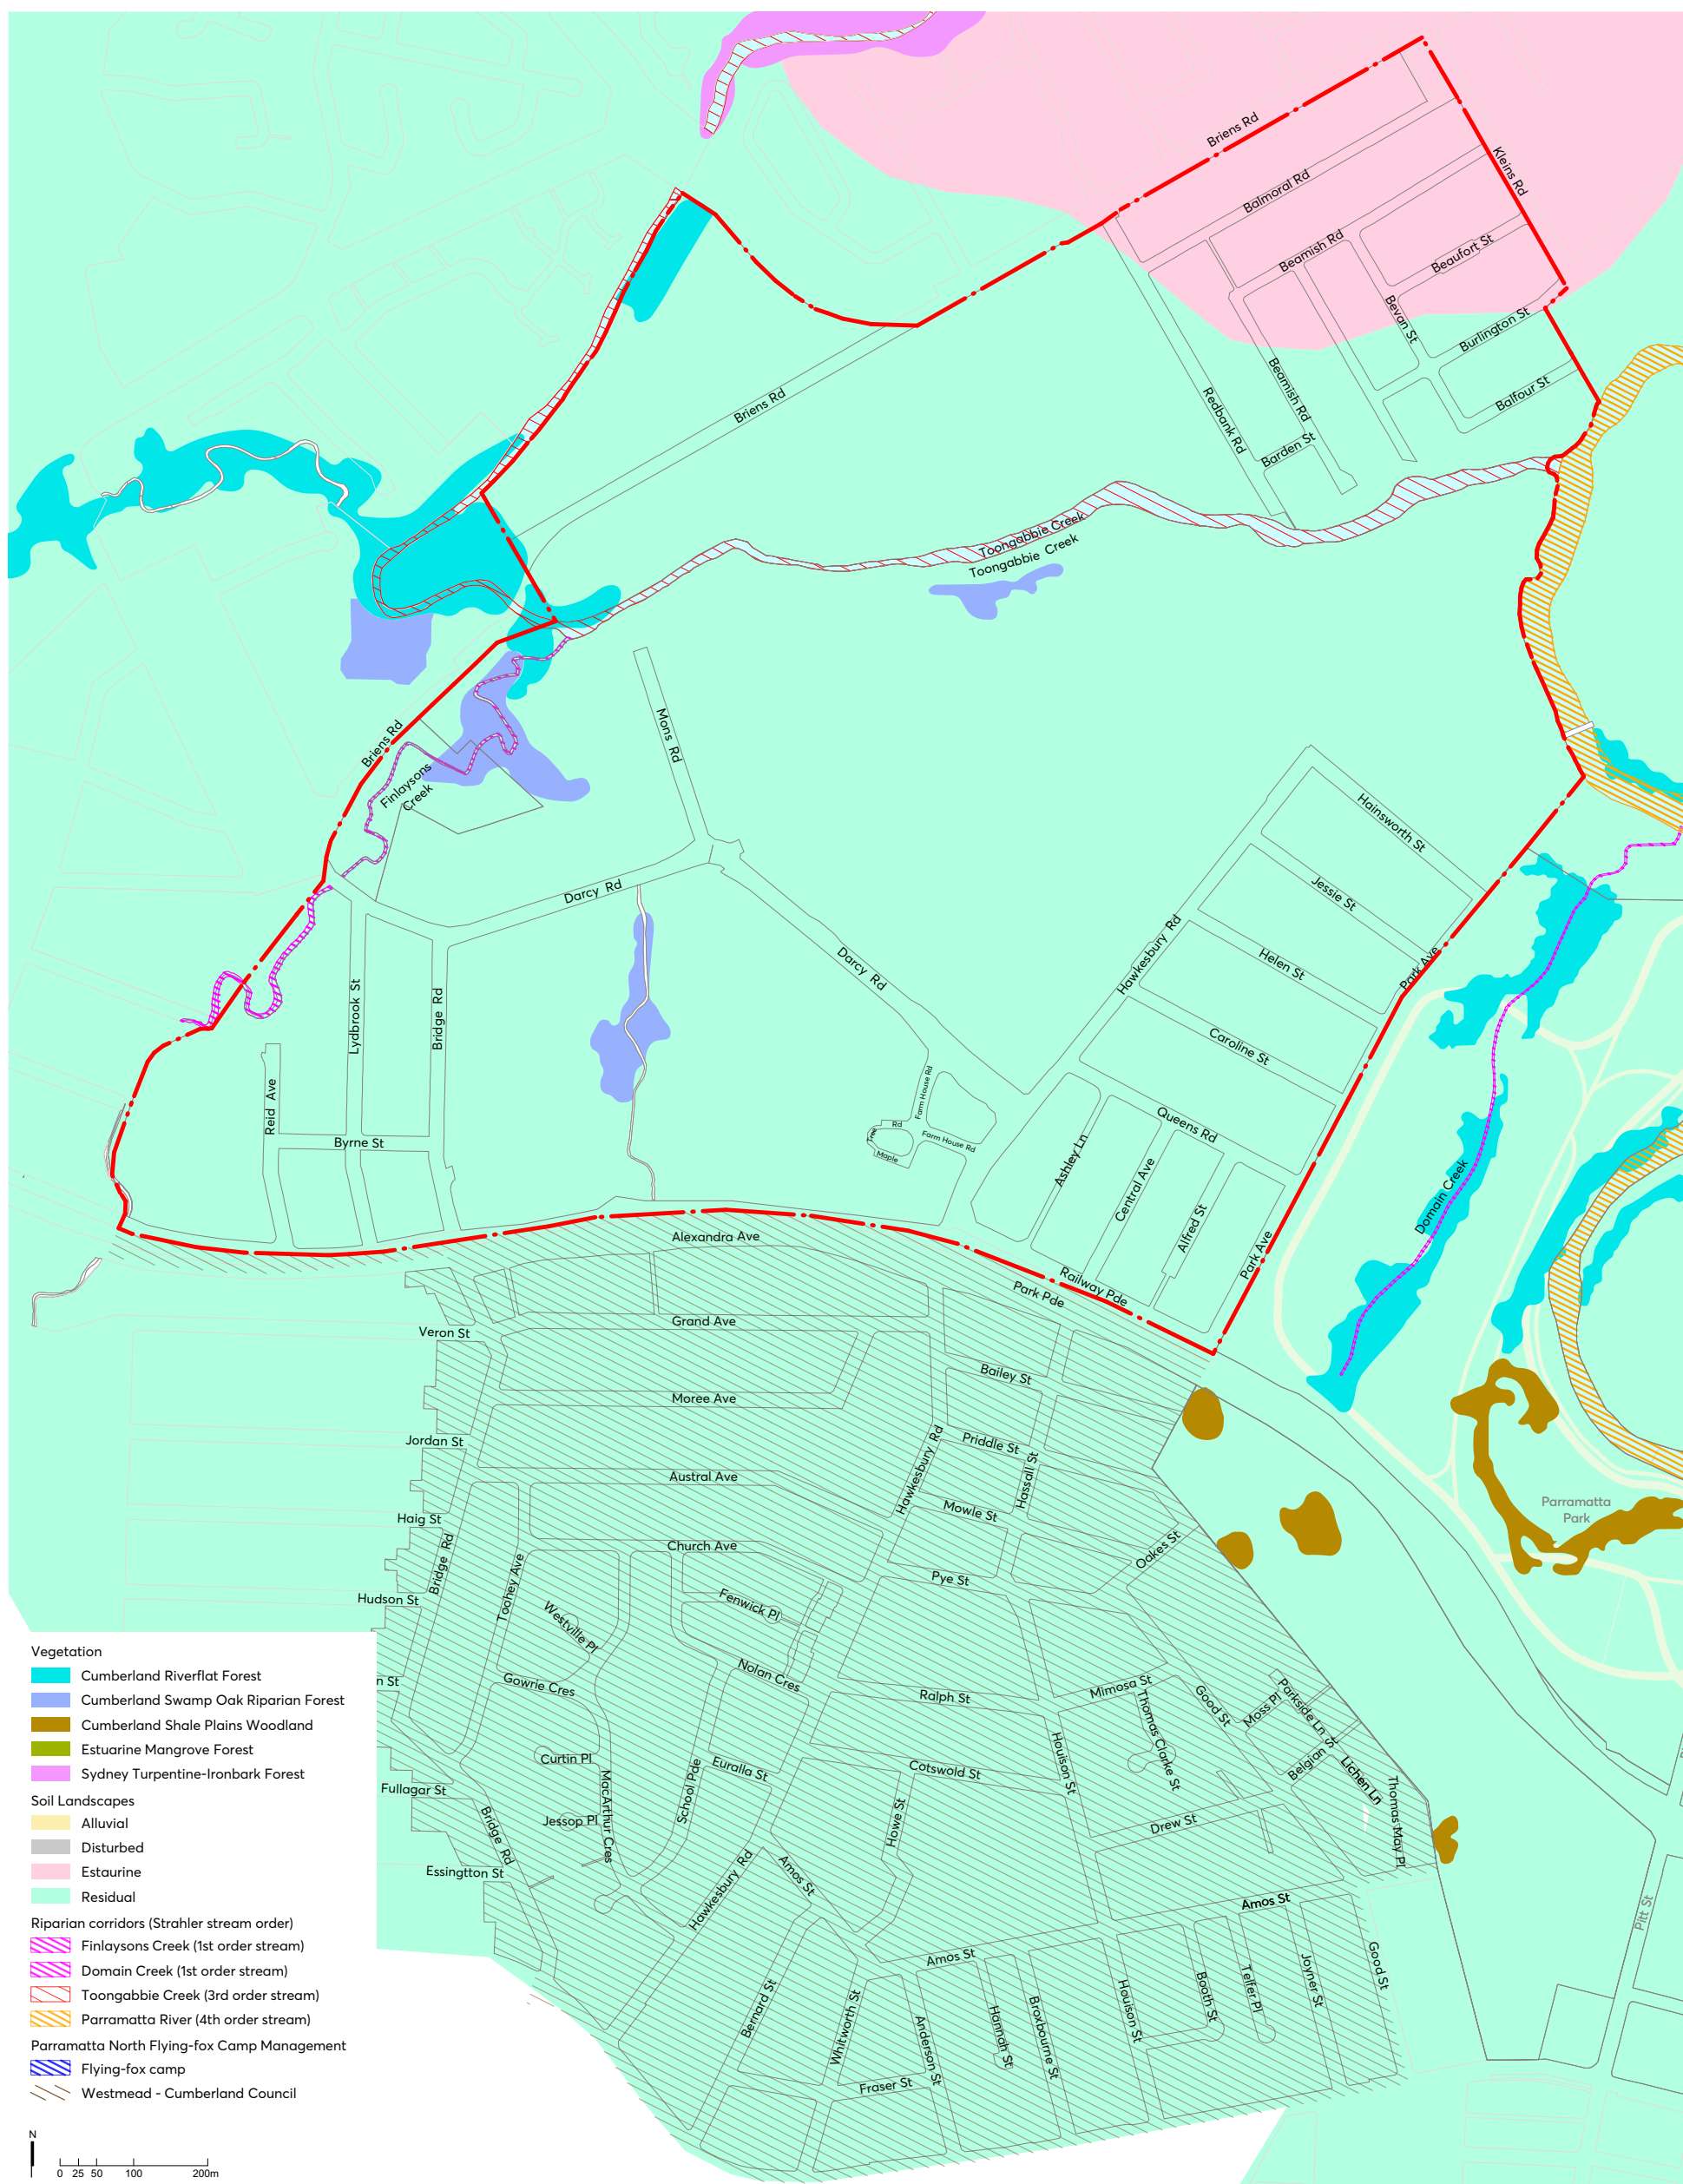 Briens Rd
Kleins Rd
Balmoral Rd
Beamish Rd
Beaufort St
Bevan St
Burlington St
Balfour St
Beamish Rd
Redbank Rd
Barden St
Briens Rd
Toongabbie Creek
Toongabbie Creek
Mons Rd
Briens Rd
Finlaysons
Creek
Hainsworth St
Jessie St
Darcy Rd
Hawkesbury Rd
Helen St
Park Ave
Darcy Rd
Lydbrook St
Bridge Rd
Caroline St
Reid Ave
Farm House Rd
Queens Rd
Rd
Tree
Maple
Farm House Rd
Byrne St
Ashley Ln
Central Ave
Alfred St
Domain Creek
Park Ave
Alexandra Ave
Railway Pde
Park Pde
Grand Ave
Veron St
Bailey St
Moree Ave
Jordan St
Hawkesbury Rd
Priddle St
Hassall St
Austral Ave
Mowle St
Parramatta
Park
Haig St
Church Ave
Oakes St
Bridge Rd
Toohey Ave
Pye St
Hudson St
Westville Pl
Fenwick Pl
Nolan Cres
n St
Gowrie Cres
Ralph St
Mimosa St
Good St
Moss Pl
Parkside Ln
Thomas Clarke St
Houison St
Belgian St
Curtin Pl
Euralla St
Cotswold St
Lichen Ln
Fullagar St
MacArthur Cres
School Pde
Thomas May Pl
Jessop Pl
Howe St
Drew St
Bridge Rd
Essington St
Hawkesbury Rd
Amos St
Amos St
Pitt St
Amos St
Good St
Bernard St
Whitworth St
Anderson St
Hannah St
Broxbourne St
Houison St
Booth St
Telfer Pl
Joyner St
Fraser St
Vegetation
Cumberland Riverflat Forest
Cumberland Swamp Oak Riparian Forest
Cumberland Shale Plains Woodland
Estuarine Mangrove Forest
Sydney Turpentine-Ironbark Forest
Soil Landscapes
Alluvial
Disturbed
Estaurine
Residual
Riparian corridors (Strahler stream order)
Finlaysons Creek (1st order stream)
Domain Creek (1st order stream)
Toongabbie Creek (3rd order stream)
Parramatta River (4th order stream)
Parramatta North Flying-fox Camp Management
Flying-fox camp
Westmead - Cumberland Council
N
0 25 50 100 200m